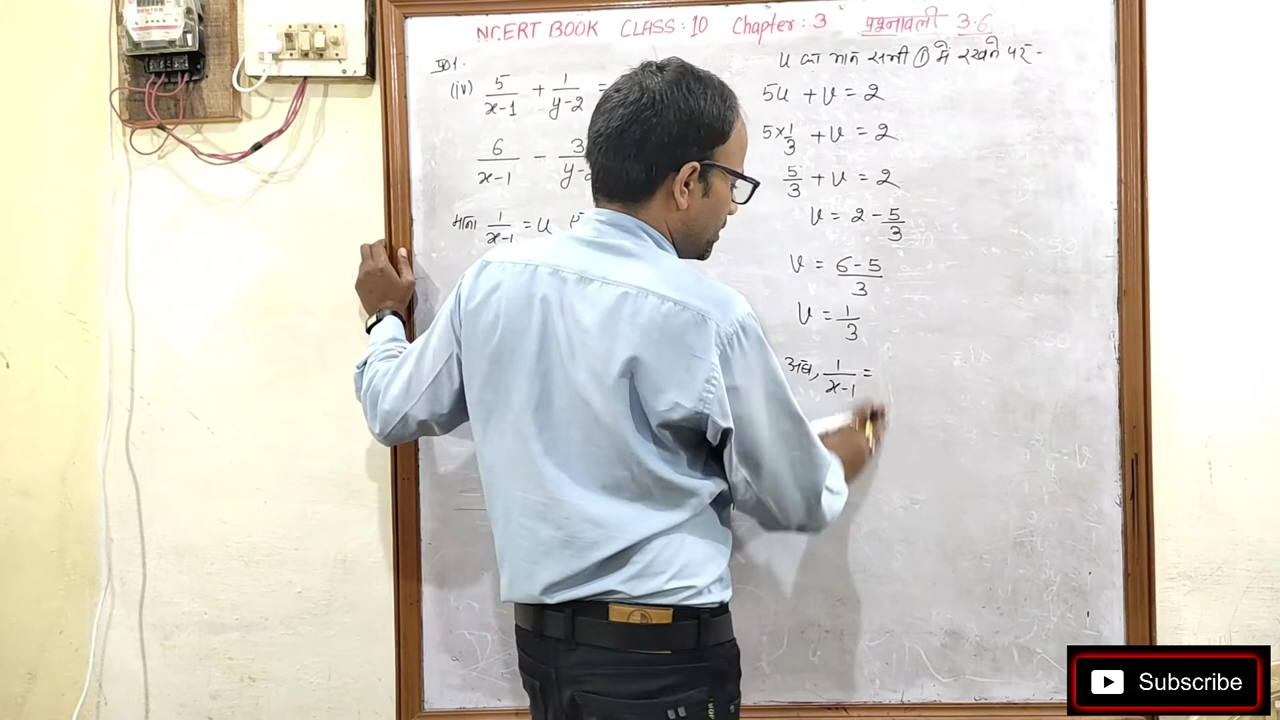 NCERT BOOK CLASS: 10 Chapter: 3 प्रश्नावली 3.6
(iv) 5/(x-1) + 1/(y-2) =
6/(x-1) - 3/
माना 1/(x-1) = u
u का मान समी ① में रखने पर -
5u + v = 2
5×1/3 + v = 2
5/3 + v = 2
v = 2 - 5/3
v = (6-5)/3
v = 1/3
अब, 1/(x-1) =
Subscribe